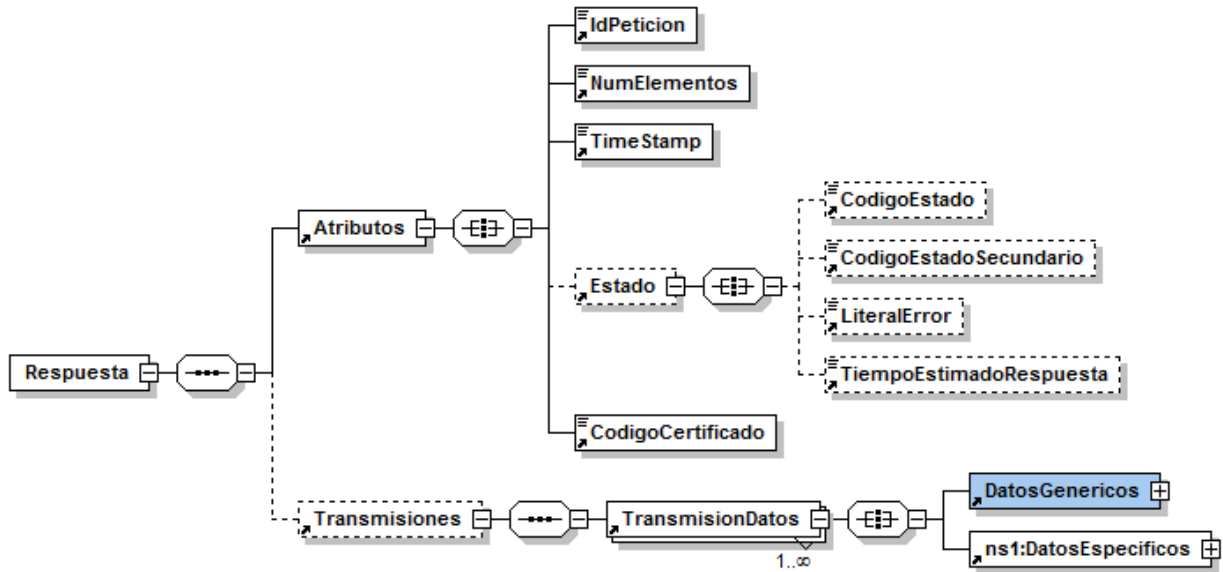 IdPeticion
NumElementos
TimeStamp
CodigoEstado
Atributos
CodigoEstadoSecundario
Estado
LiteralError
Respuesta
TiempoEstimadoRespuesta
CodigoCertificado
DatosGenericos
Transmisiones
TransmisionDatos
ns1:DatosEspecificos
1..∞